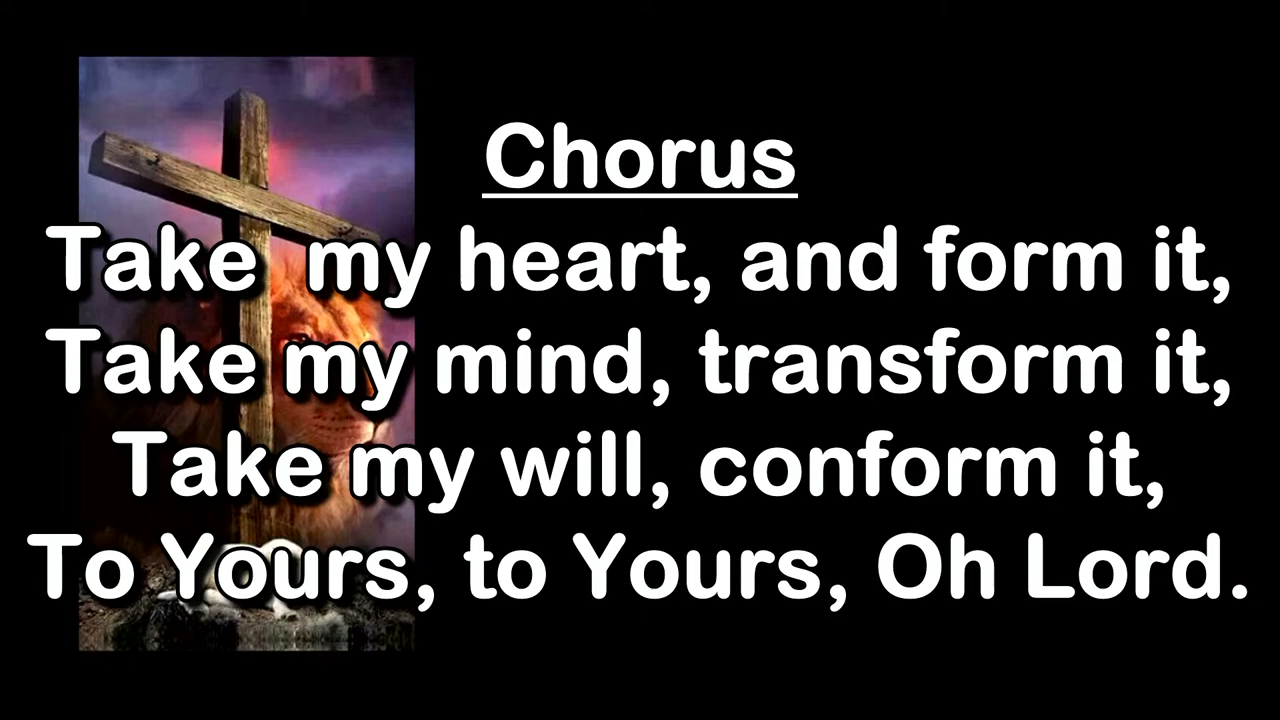 Chorus
Take my heart, and form it,
Take my mind, transform it,
Take my will, conform it,
To Yours, to Yours, Oh Lord.